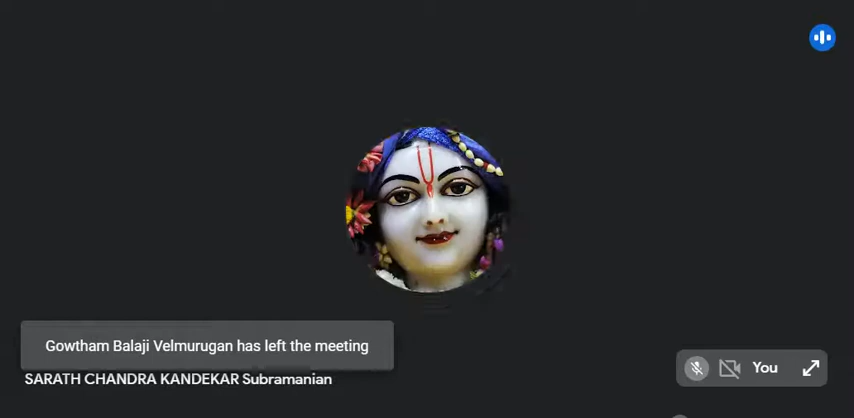 Gowtham Balaji Velmurugan has left the meeting
SARATH CHANDRA KANDEKAR Subramanian
You